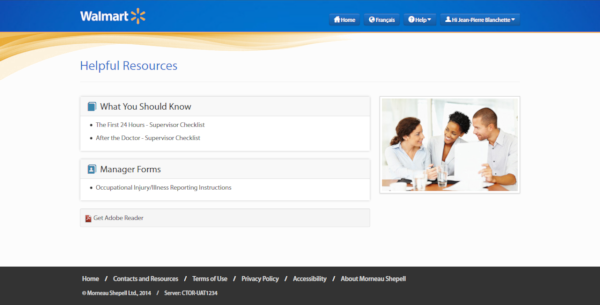 Walmart
Home Français Help Hi Jean-Pierre Blanchette
Helpful Resources
What You Should Know
The First 24 Hours - Supervisor Checklist
After the Doctor - Supervisor Checklist
Manager Forms
Occupational Injury/Illness Reporting Instructions
Get Adobe Reader
Home / Contacts and Resources / Terms of Use / Privacy Policy / Accessibility / About Morneau Shepell
© Morneau Shepell Ltd., 2014 / Server: CTOR-UAT1234